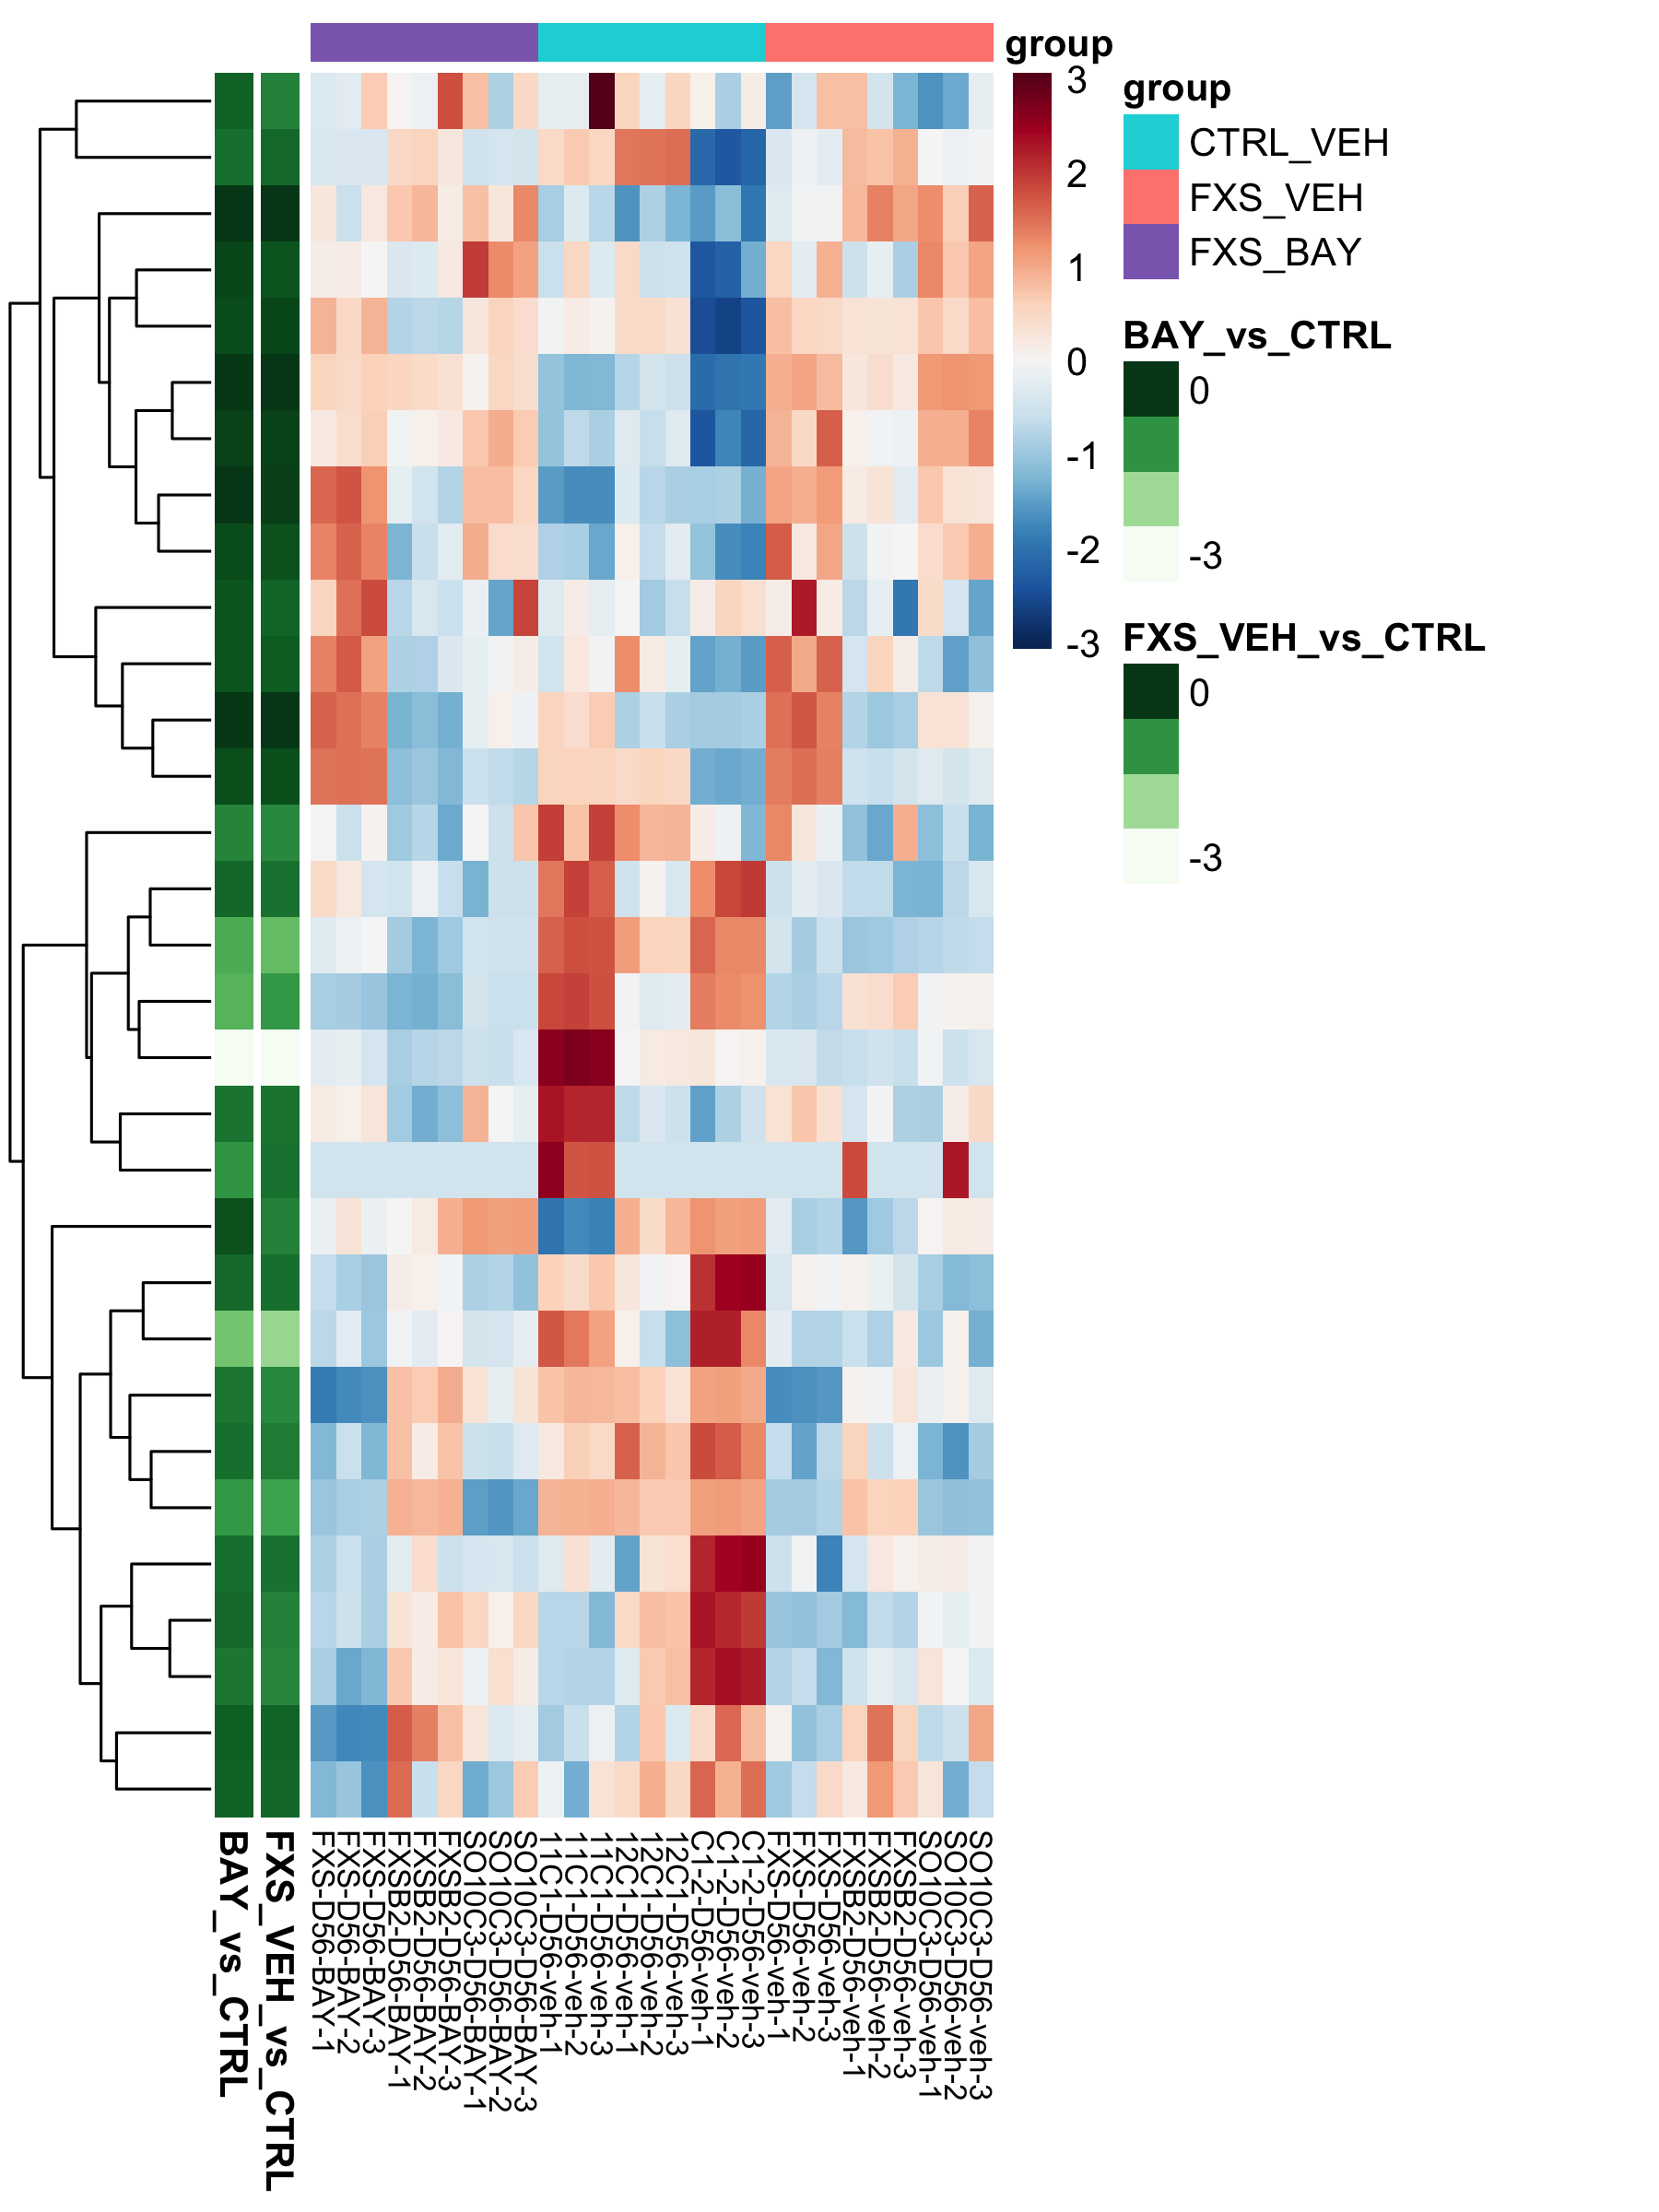 group
3
2
1
0
-1
-2
-3
group
CTRL_VEH
FXS_VEH
FXS_BAY
BAY_vs_CTRL
0
-3
FXS_VEH_vs_CTRL
0
-3
BAY_vs_CTRL
FXS_VEH_vs_CTRL
FXS-D56-BAY-1
FXS-D56-BAY-2
FXS-D56-BAY-3
FXSB2-D56-BAY-1
FXSB2-D56-BAY-2
FXSB2-D56-BAY-3
SO10C3-D56-BAY-1
SO10C3-D56-BAY-2
SO10C3-D56-BAY-3
11C1-D56-veh-1
11C1-D56-veh-2
11C1-D56-veh-3
12C1-D56-veh-1
12C1-D56-veh-2
12C1-D56-veh-3
C1-2-D56-veh-1
C1-2-D56-veh-2
C1-2-D56-veh-3
FXS-D56-veh-1
FXS-D56-veh-2
FXS-D56-veh-3
FXSB2-D56-veh-1
FXSB2-D56-veh-2
FXSB2-D56-veh-3
SO10C3-D56-veh-1
SO10C3-D56-veh-2
SO10C3-D56-veh-3